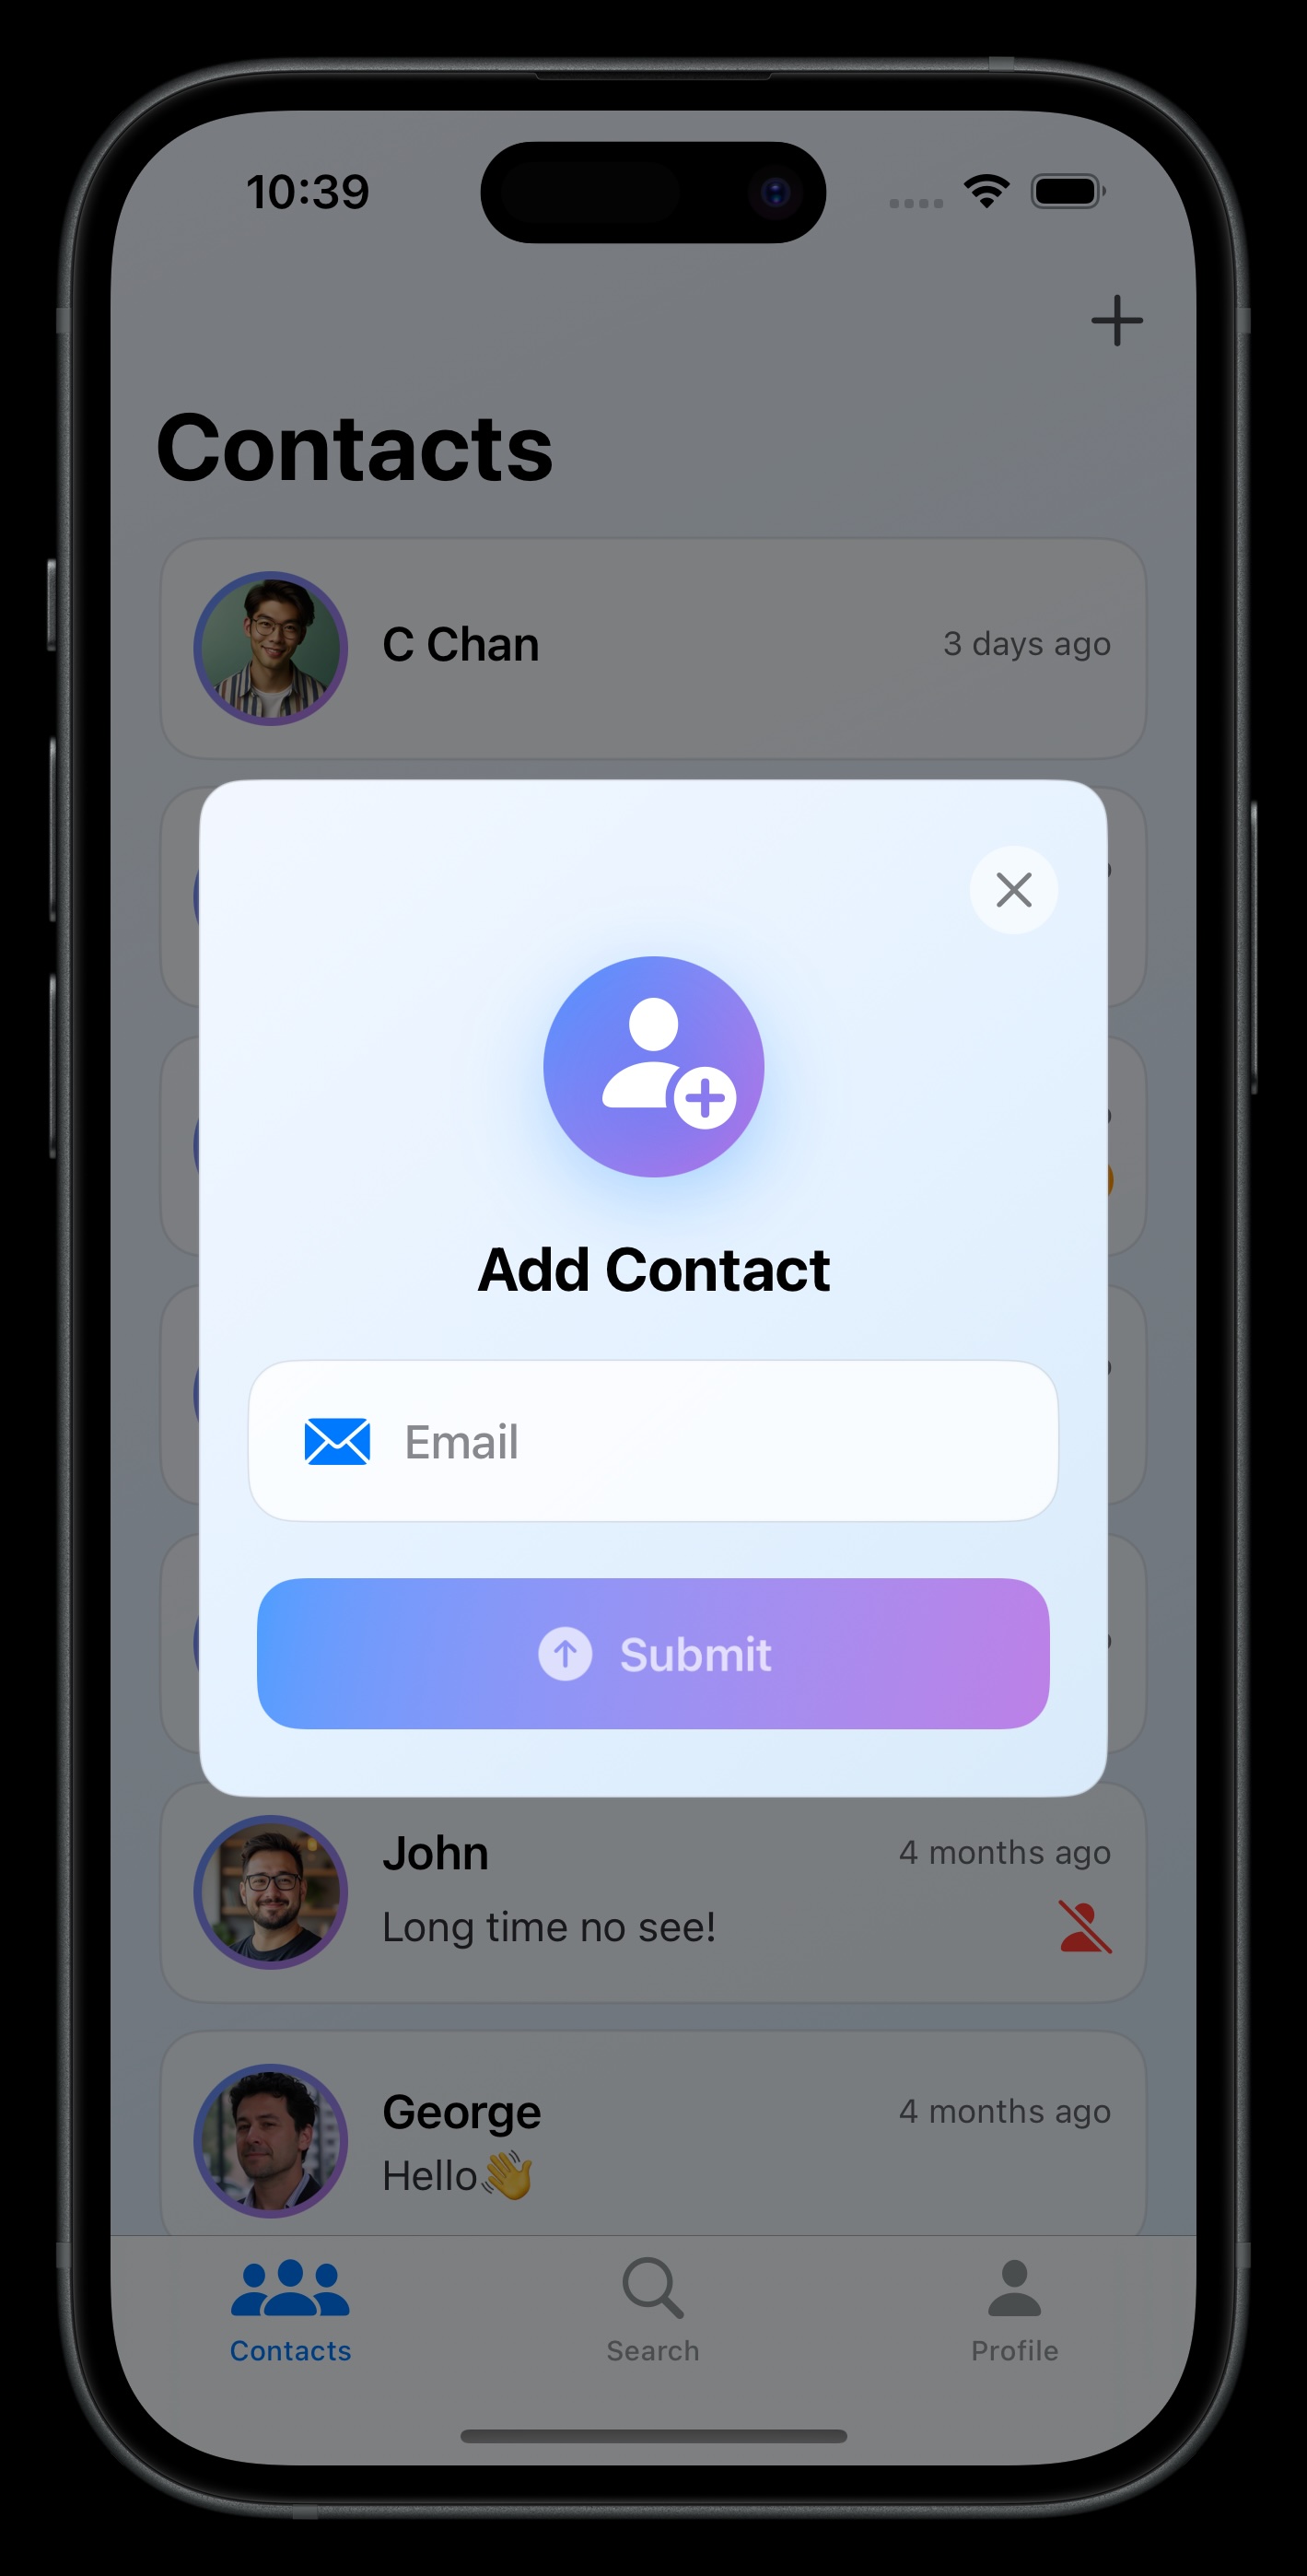 10:39
Contacts
C Chan
3 days ago
Add Contact
Email
Submit
John
4 months ago
Long time no see!
George
4 months ago
Hello👋
Contacts
Search
Profile